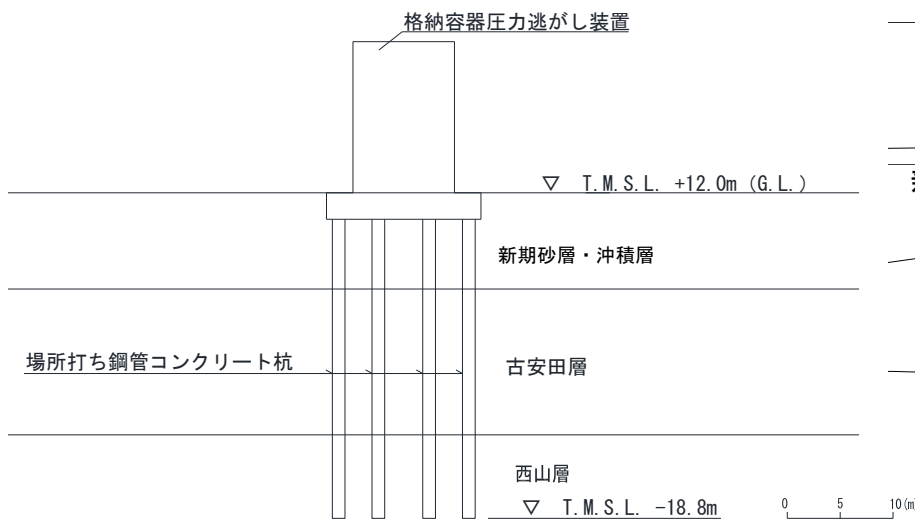 格納容器圧力逃がし装置
▽ T.M.S.L. +12.0m (G.L.)
新期砂層・沖積層
場所打ち鋼管コンクリート杭
古安田層
西山層
▽ T.M.S.L. -18.8m
0 5 10(m